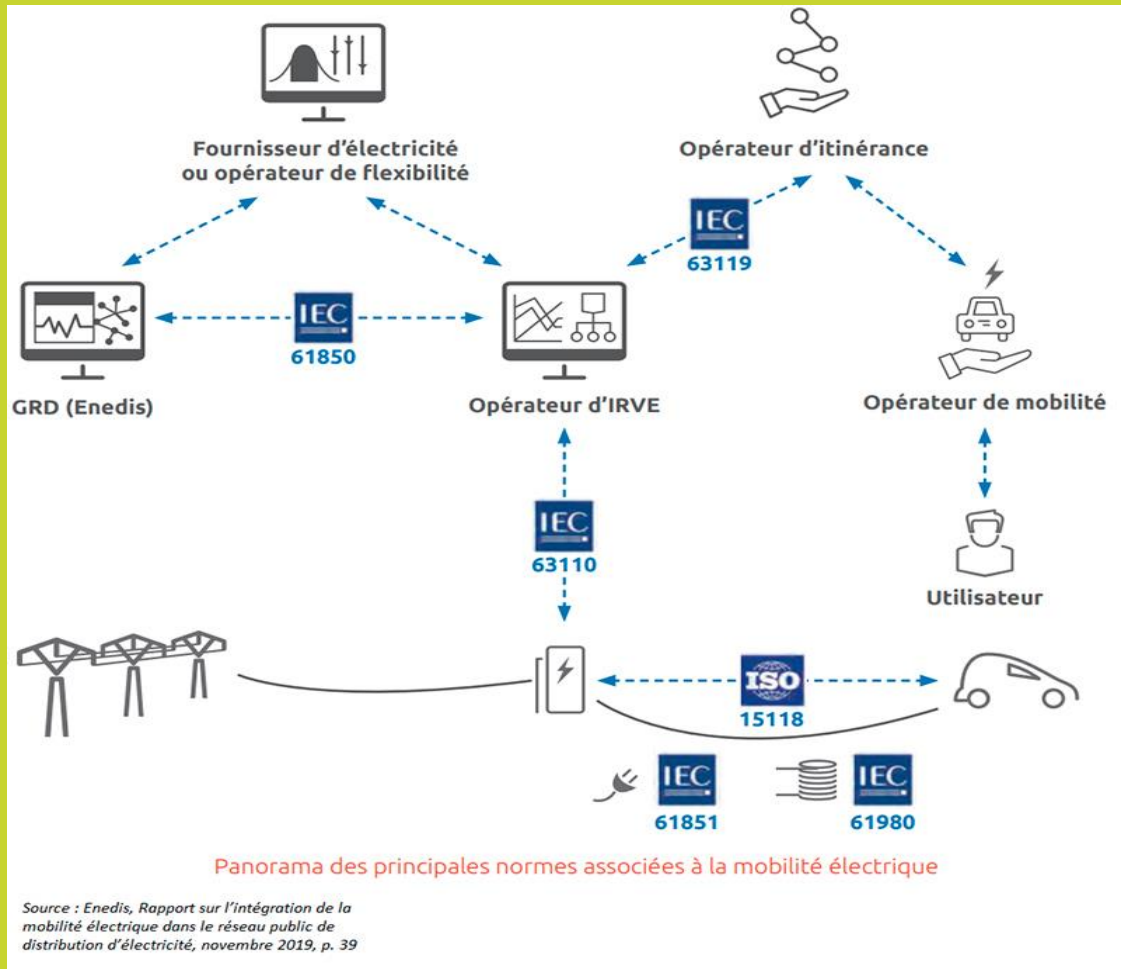 Fournisseur d'électricité
ou opérateur de flexibilité
Opérateur d'itinérance
IEC
63119
IEC
61850
GRD (Enedis)
Opérateur d'IRVE
Opérateur de mobilité
IEC
63110
Utilisateur
ISO
15118
IEC
61851
IEC
61980
Panorama des principales normes associées à la mobilité électrique
Source : Enedis, Rapport sur l'intégration de la
mobilité électrique dans le réseau public de
distribution d'électricité, novembre 2019, p. 39